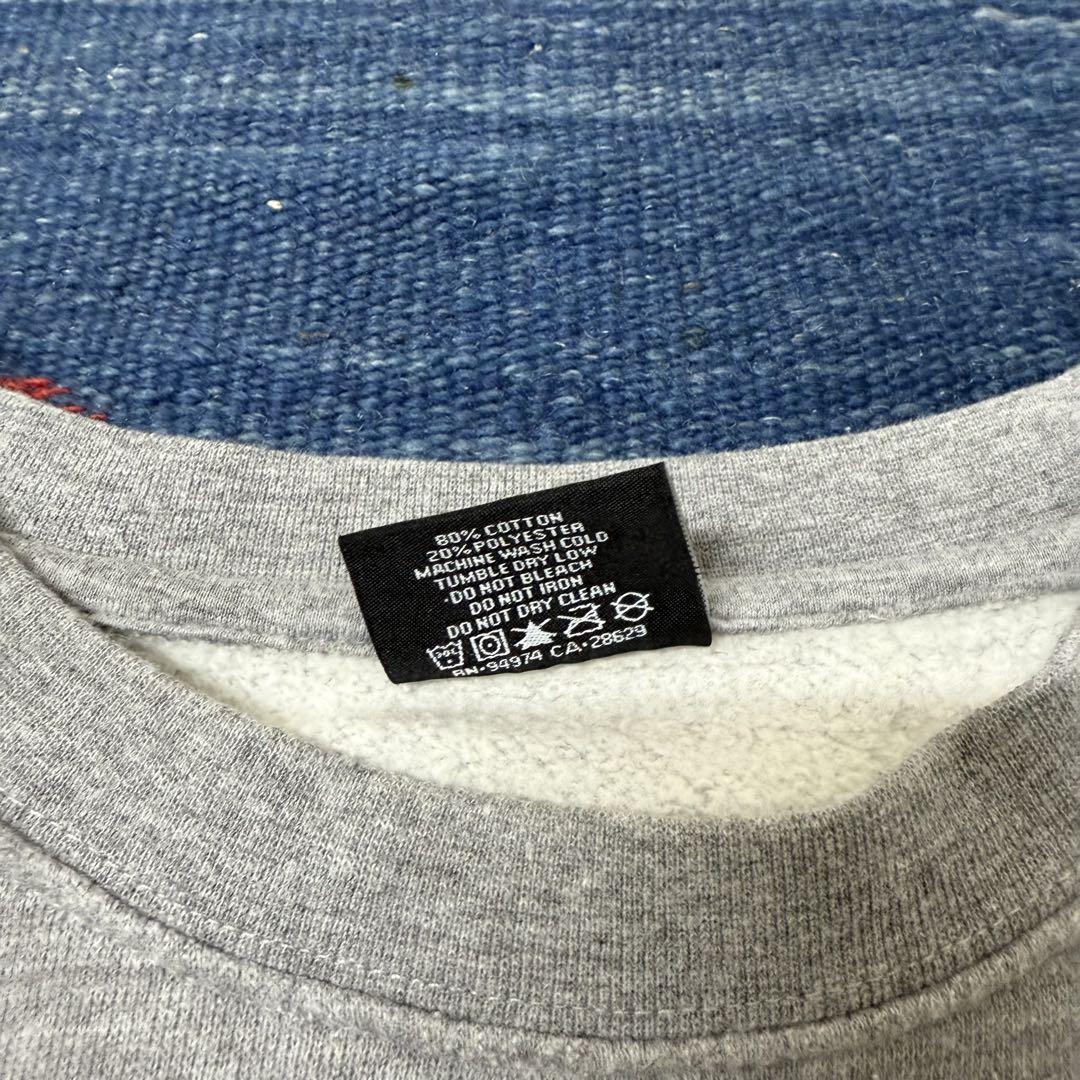 80% COTTON
20% POLYESTER
MACHINE WASH COLD
TUMBLE DRY LOW
·DO NOT BLEACH
DO NOT IRON
DO NOT DRY CLEAN
RN·94974 CA·28629